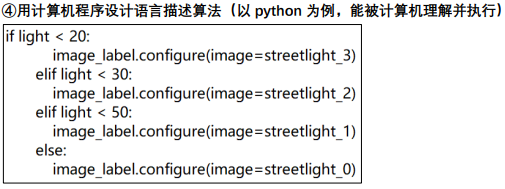 ④用计算机程序设计语言描述算法（以 python 为例，能被计算机理解并执行）
if light < 20:
image_label.configure(image=streetlight_3)
elif light < 30:
image_label.configure(image=streetlight_2)
elif light < 50:
image_label.configure(image=streetlight_1)
else:
image_label.configure(image=streetlight_0)